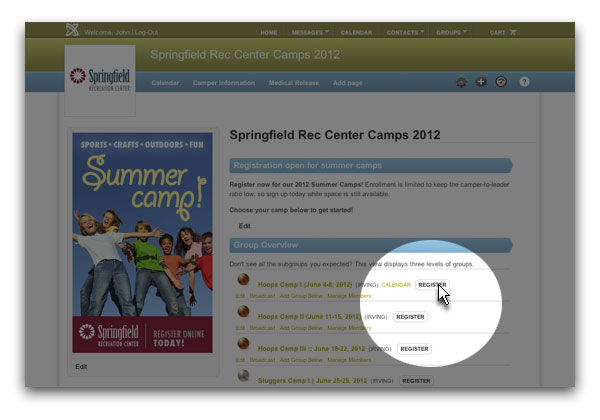 Welcome, John | Log-Out
HOME MESSAGES CALENDAR CONTACTS GROUPS CART
Springfield Rec Center Camps 2012
Springfield
RECREATION CENTER
Calendar Camper Information Medical Release Add page ?
SPORTS • CRAFTS • OUTDOORS • FUN
Summer
camp!
Springfield
RECREATION CENTER
REGISTER ONLINE
TODAY!
Edit
Springfield Rec Center Camps 2012
Registration open for summer camps
Register now for our 2012 Summer Camps! Enrollment is limited to keep the camper-to-leader
ratio low, so sign up today while space is still available.
Choose your camp below to get started!
Edit
Group Overview
Don't see all the subgroups you expected? This view displays three levels of groups.
Hoops Camp I (June 4-8, 2012) (IRVING) CALENDAR REGISTER
Edit Broadcast Add Group Below Manage Members
Hoops Camp II (June 11-15, 2012) (IRVING) REGISTER
Edit Broadcast Add Group Below Manage Members
Hoops Camp III :: June 18-22, 2012) (IRVING) REGISTER
Edit Broadcast Add Group Below Manage Members
Sluggers Camp I | June 25-29, 2012) (IRVING) REGISTER